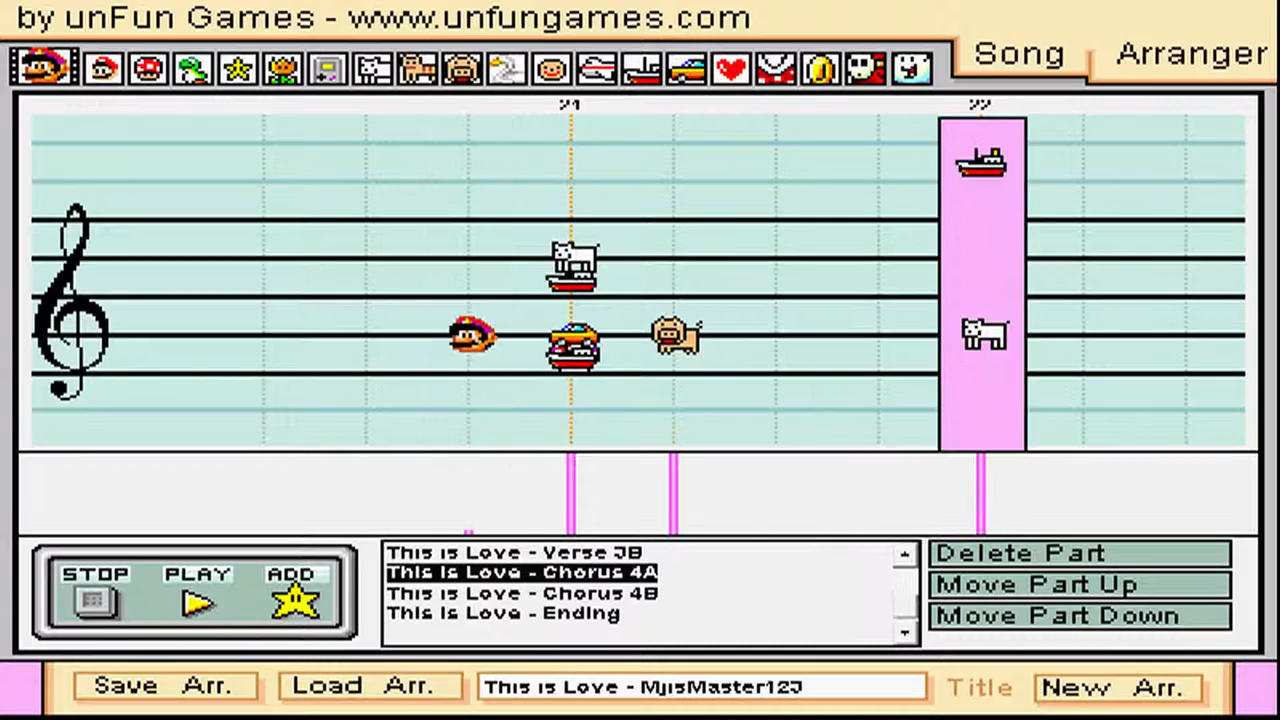 by unFun Games - www.unfungames.com
Song
Arranger
21
22
STOP PLAY ADD
This is Love - Verse 3B
This is Love - Chorus 4A
This is Love - Chorus 4B
This is Love - Ending
Delete Part
Move Part Up
Move Part Down
Save Arr.
Load Arr.
This is Love - MjisMaster123
Title
New Arr.